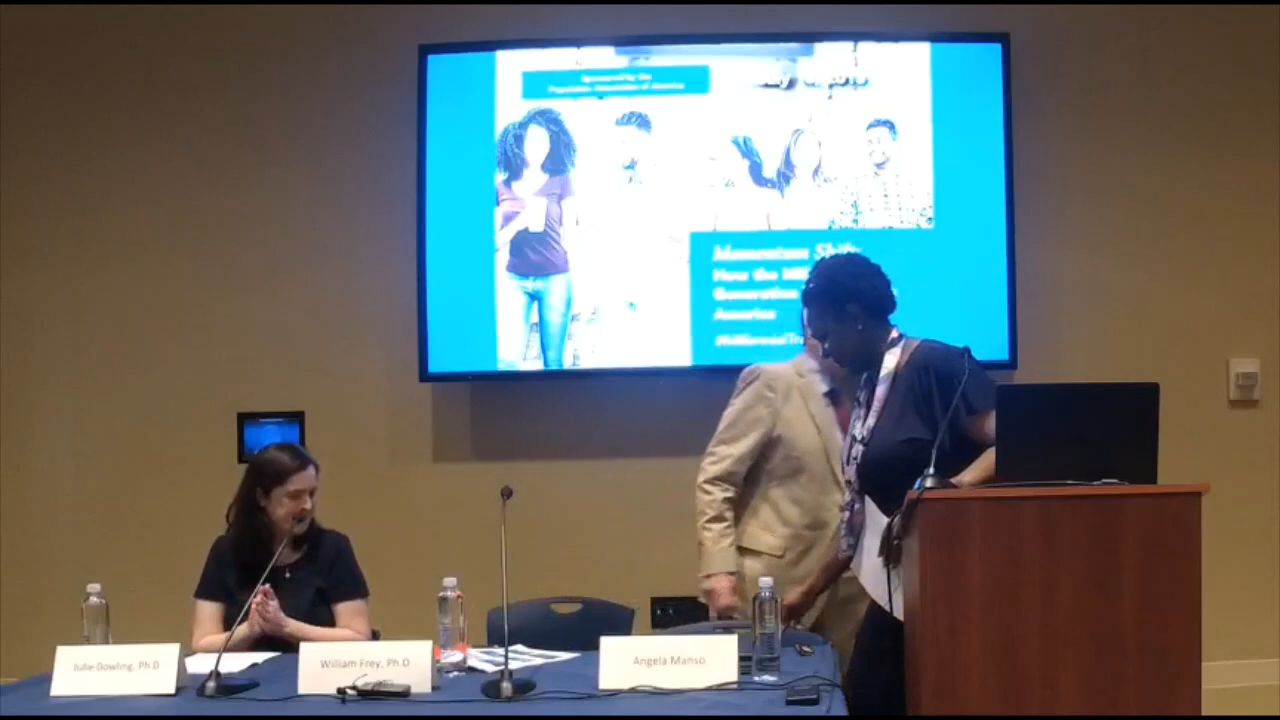 Sponsored by the
Population Association of America
Momentum Shift:
How the
Generation
America
Julie Dowling, Ph.D
William Frey, Ph.D
Angela Manso